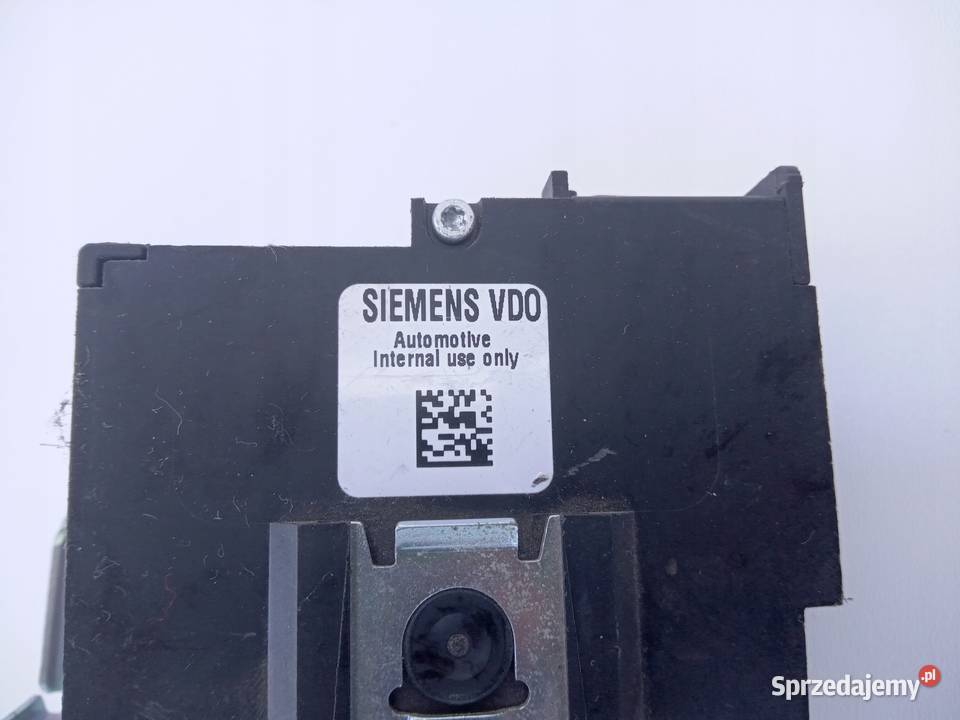 SIEMENS VDO
Automotive
Internal use only
Sprzedajemy.pl